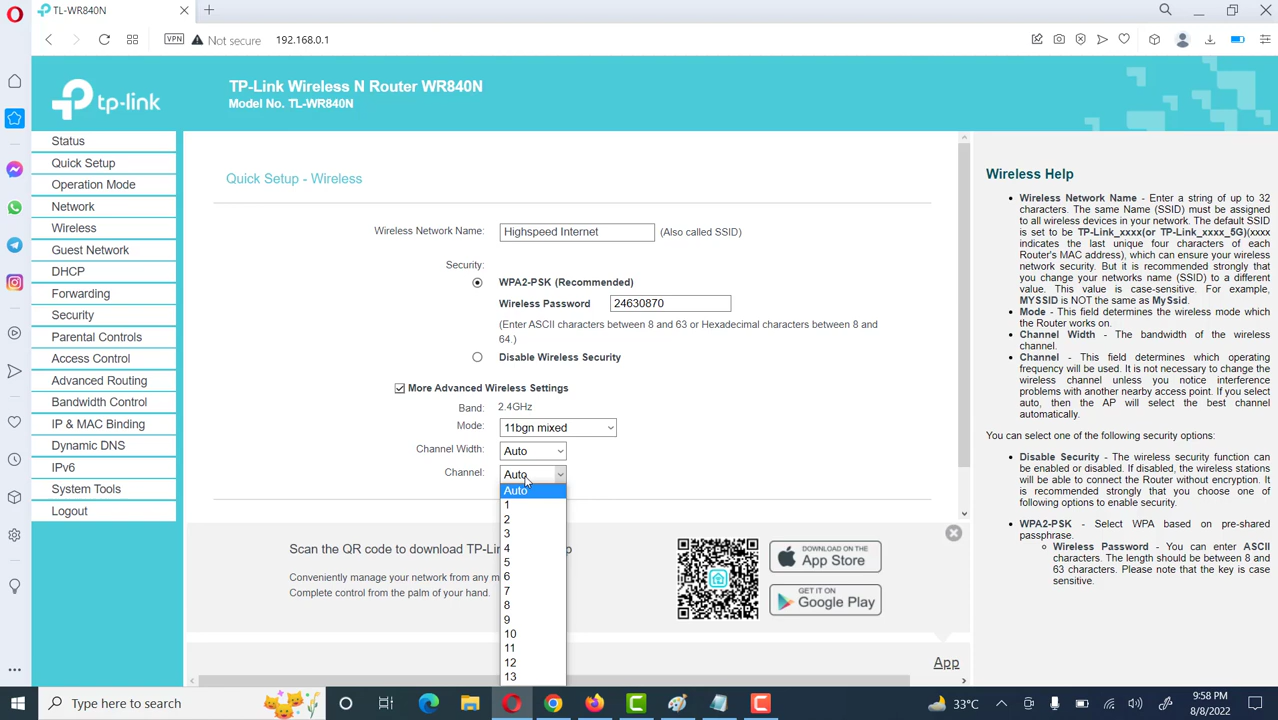 TL-WR840N
VPN
Not secure
192.168.0.1
tp-link
TP-Link Wireless N Router WR840N
Model No. TL-WR840N
Status
Quick Setup
Operation Mode
Network
Wireless
Guest Network
DHCP
Forwarding
Security
Parental Controls
Access Control
Advanced Routing
Bandwidth Control
IP & MAC Binding
Dynamic DNS
IPv6
System Tools
Logout
Quick Setup - Wireless
Wireless Network Name: Highspeed Internet (Also called SSID)
Security:
WPA2-PSK (Recommended)
Wireless Password 24630870
(Enter ASCII characters between 8 and 63 or Hexadecimal characters between 8 and
64.)
Disable Wireless Security
More Advanced Wireless Settings
Band: 2.4GHz
Mode: 11bgn mixed
Channel Width: Auto
Channel: Auto
Auto
1
2
3
4
5
6
7
8
9
10
11
12
13
Scan the QR code to download TP-Lin
p
Conveniently manage your network from any m
Complete control from the palm of your hand.
DOWNLOAD ON THE
App Store
GET IT ON
Google Play
App
Wireless Help
Wireless Network Name - Enter a string of up to 32
characters. The same Name (SSID) must be assigned
to all wireless devices in your network. The default SSID
is set to be TP-Link_xxxx(or TP-Link_xxxx_5G)(xxxx
indicates the last unique four characters of each
Router's MAC address), which can ensure your wireless
network security. But it is recommended strongly that
you change your networks name (SSID) to a different
value. This value is case-sensitive. For example,
MYSSID is NOT the same as MySsid.
Mode - This field determines the wireless mode which
the Router works on.
Channel Width - The bandwidth of the wireless
channel.
Channel - This field determines which operating
frequency will be used. It is not necessary to change the
wireless channel unless you notice interference
problems with another nearby access point. If you select
auto, then the AP will select the best channel
automatically.
You can select one of the following security options:
Disable Security - The wireless security function can
be enabled or disabled. If disabled, the wireless stations
will be able to connect the Router without encryption. It
is recommended strongly that you choose one of
following options to enable security.
WPA2-PSK - Select WPA based on pre-shared
passphrase.
Wireless Password - You can enter ASCII
characters. The length should be between 8 and
63 characters. Please note that the key is case
sensitive.
Type here to search
33°C
9:58 PM
8/8/2022